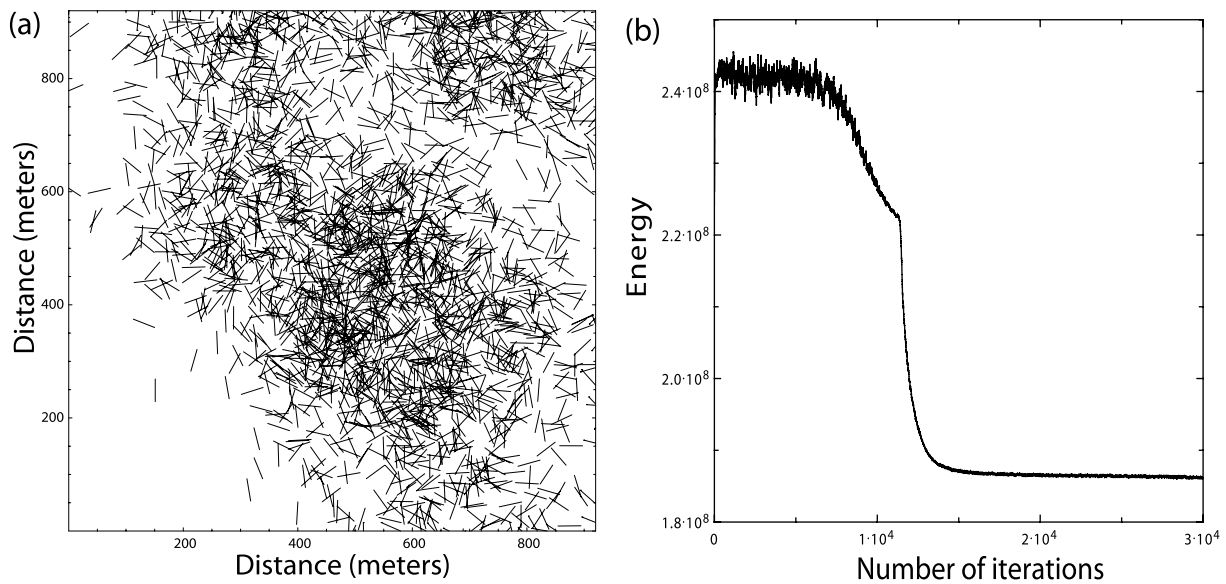 (a)
800
600
400
200
200 400 600 800
Distance (meters)
Distance (meters)
(b)
2.4·10⁸
2.2·10⁸
2.0·10⁸
1.8·10⁸
Energy
0 1·10⁴ 2·10⁴ 3·10⁴
Number of iterations